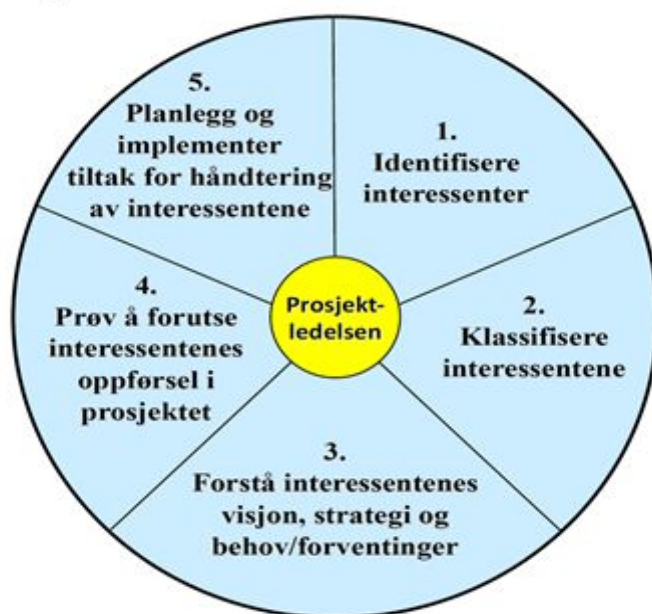 5.
Planlegg og
implementer
tiltak for håndtering
av interessentene
1.
Identifisere
interessenter
Prosjekt-
ledelsen
4.
Prøv å forutse
interessentenes
oppførsel i
prosjektet
2.
Klassifisere
interessentene
3.
Forstå interessentenes
visjon, strategi og
behov/forventinger